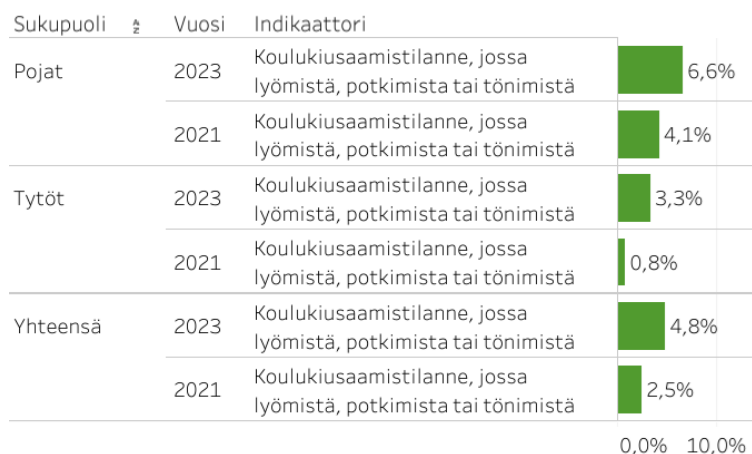 Sukupuoli Vuosi Indikaattori
Pojat 2023 Koulukiusaamistilanne, jossa
lyömistä, potkimista tai tönimistä 6,6%
2021 Koulukiusaamistilanne, jossa
lyömistä, potkimista tai tönimistä 4,1%
Tytöt 2023 Koulukiusaamistilanne, jossa
lyömistä, potkimista tai tönimistä 3,3%
2021 Koulukiusaamistilanne, jossa
lyömistä, potkimista tai tönimistä 0,8%
Yhteensä 2023 Koulukiusaamistilanne, jossa
lyömistä, potkimista tai tönimistä 4,8%
2021 Koulukiusaamistilanne, jossa
lyömistä, potkimista tai tönimistä 2,5%
0,0% 10,0%